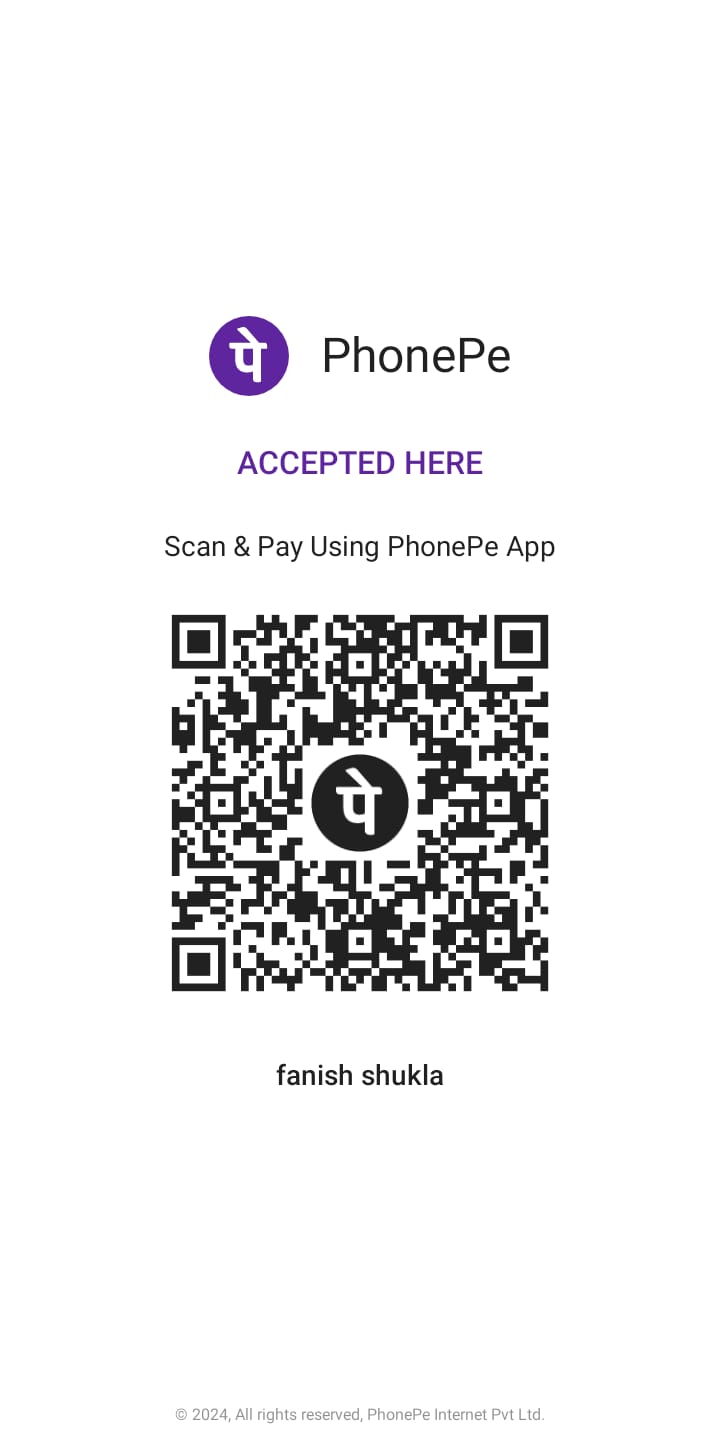 पे PhonePe
ACCEPTED HERE
Scan & Pay Using PhonePe App
पे
fanish shukla
© 2024, All rights reserved, PhonePe Internet Pvt Ltd.